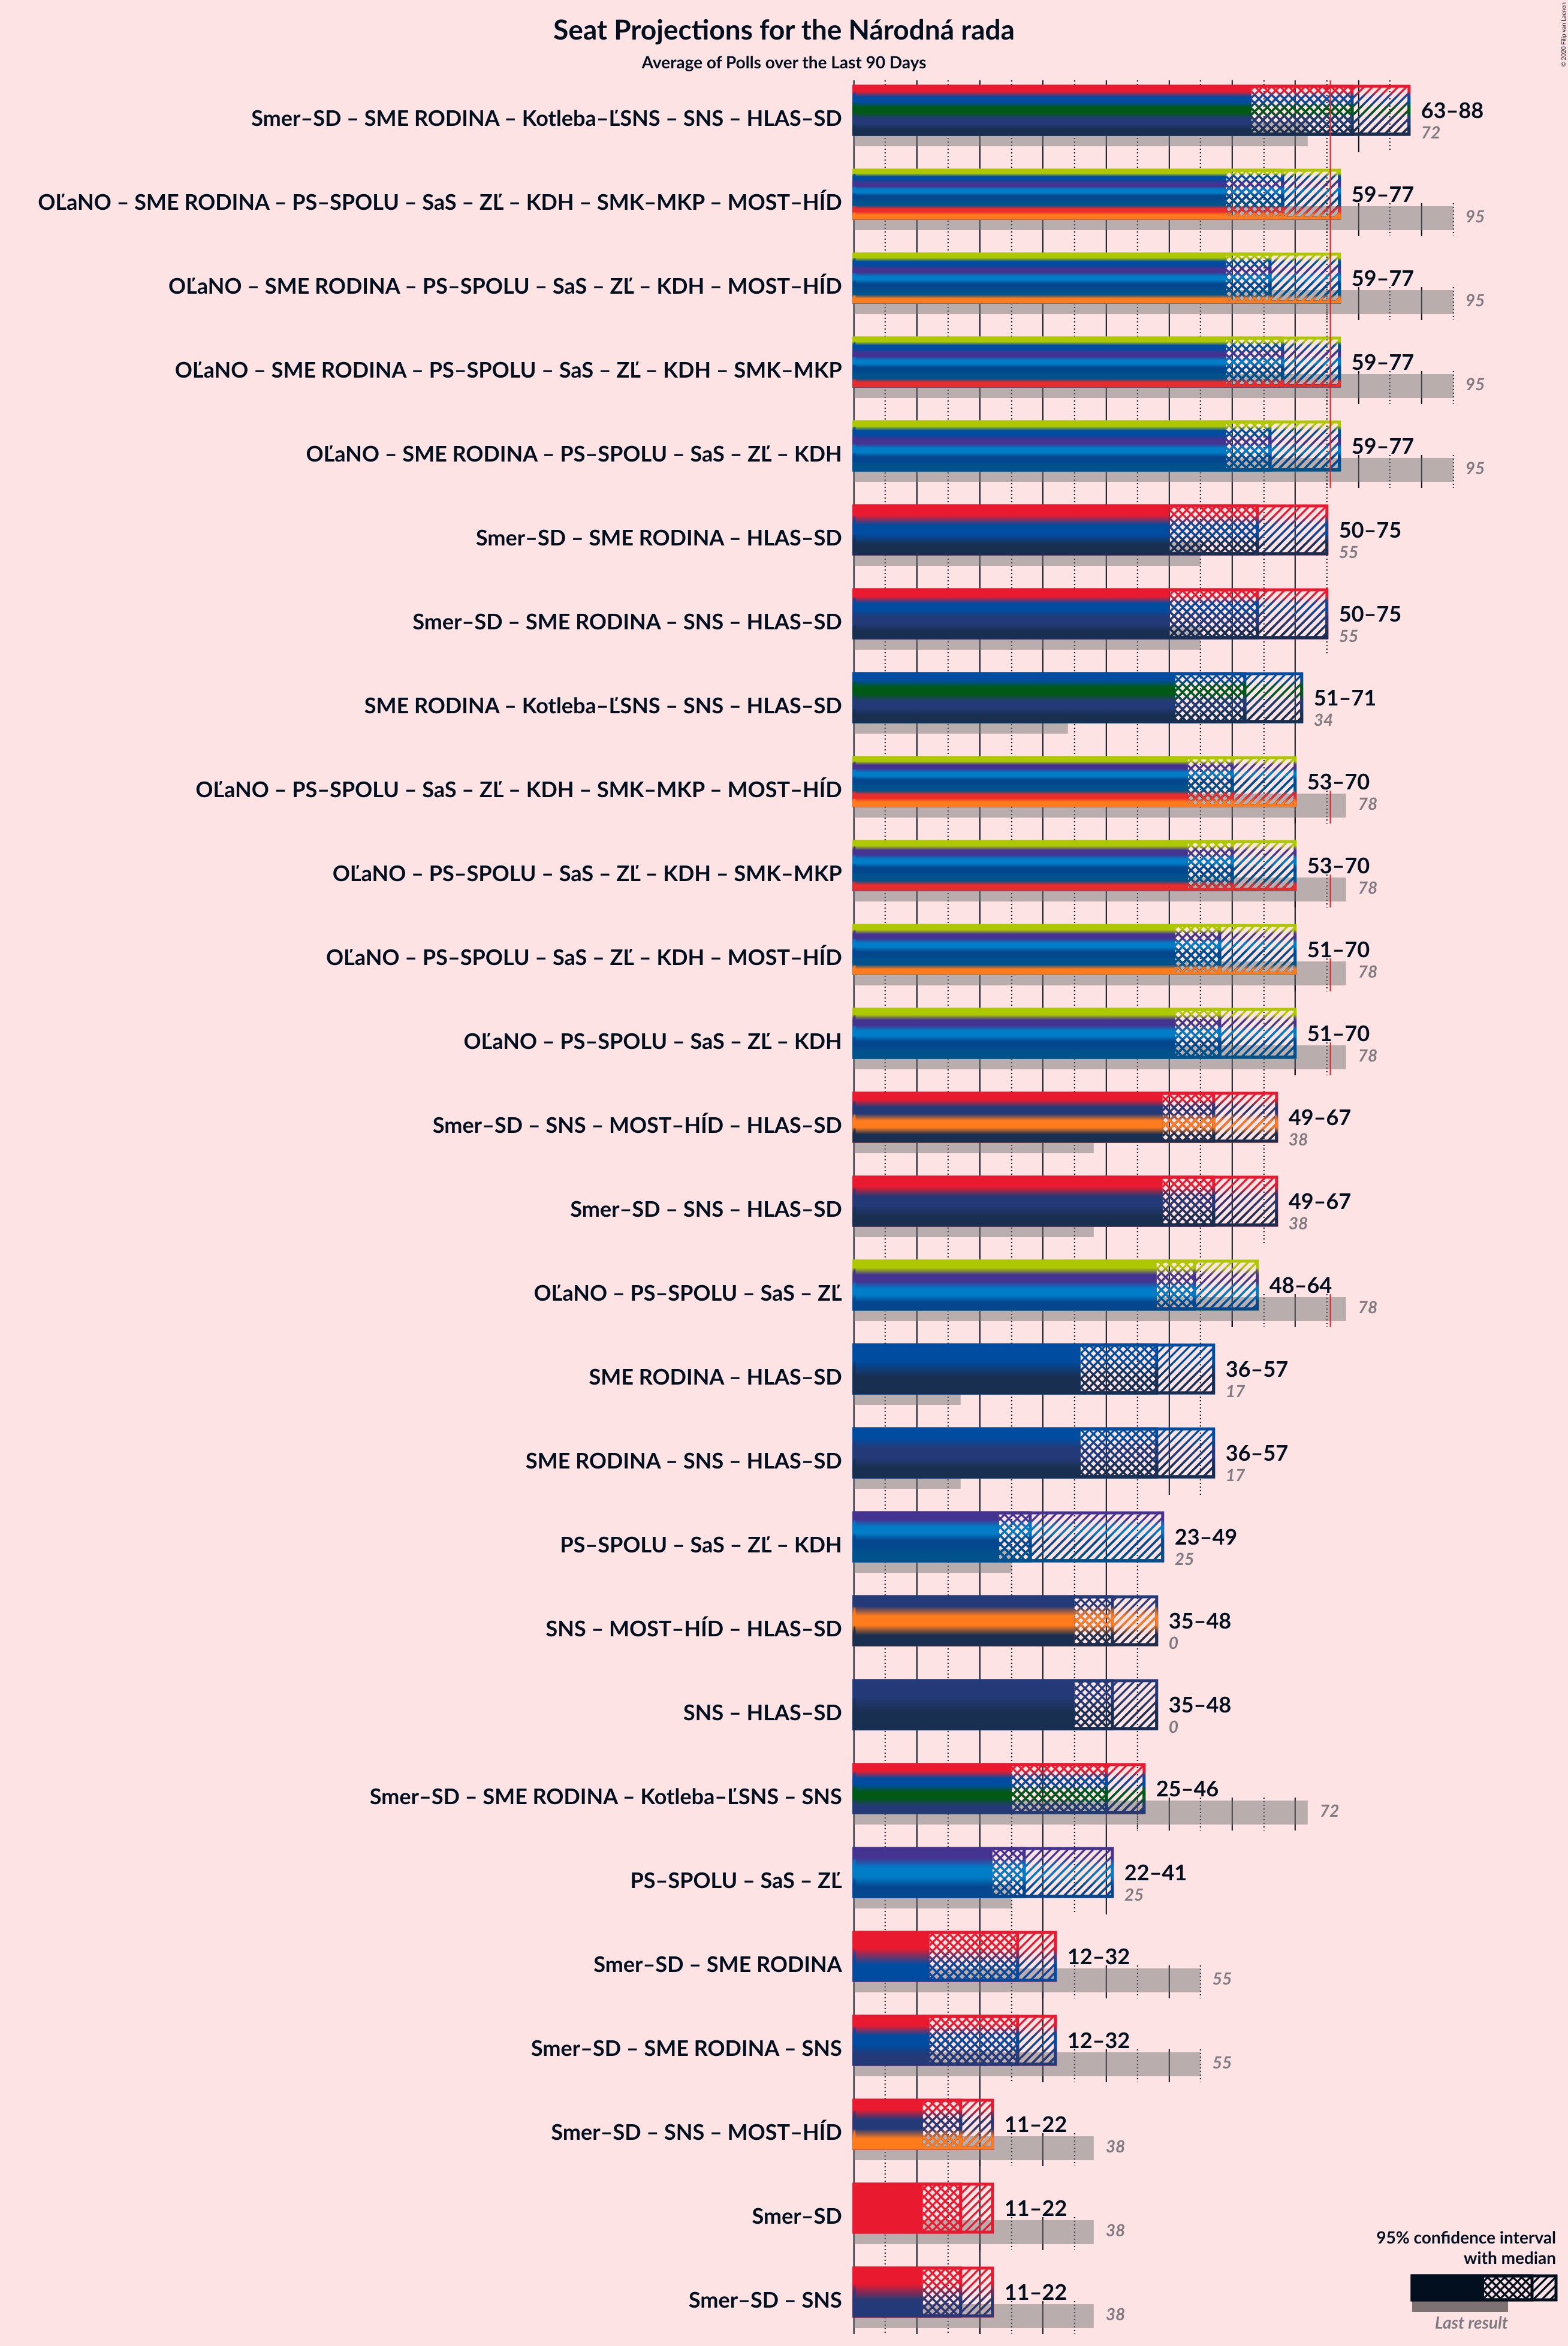 Seat Projections for the Národná rada
Average of Polls over the Last 90 Days
© 2020 Filip van Laenen
Smer–SD – SME RODINA – Kotleba–ĽSNS – SNS – HLAS–SD
63–88
72
OĽaNO – SME RODINA – PS–SPOLU – SaS – ZĽ – KDH – SMK–MKP – MOST–HÍD
59–77
95
OĽaNO – SME RODINA – PS–SPOLU – SaS – ZĽ – KDH – MOST–HÍD
59–77
95
OĽaNO – SME RODINA – PS–SPOLU – SaS – ZĽ – KDH – SMK–MKP
59–77
95
OĽaNO – SME RODINA – PS–SPOLU – SaS – ZĽ – KDH
59–77
95
Smer–SD – SME RODINA – HLAS–SD
50–75
55
Smer–SD – SME RODINA – SNS – HLAS–SD
50–75
55
SME RODINA – Kotleba–ĽSNS – SNS – HLAS–SD
51–71
34
OĽaNO – PS–SPOLU – SaS – ZĽ – KDH – SMK–MKP – MOST–HÍD
53–70
78
OĽaNO – PS–SPOLU – SaS – ZĽ – KDH – SMK–MKP
53–70
78
OĽaNO – PS–SPOLU – SaS – ZĽ – KDH – MOST–HÍD
51–70
78
OĽaNO – PS–SPOLU – SaS – ZĽ – KDH
51–70
78
Smer–SD – SNS – MOST–HÍD – HLAS–SD
49–67
38
Smer–SD – SNS – HLAS–SD
49–67
38
OĽaNO – PS–SPOLU – SaS – ZĽ
48–64
78
SME RODINA – HLAS–SD
36–57
17
SME RODINA – SNS – HLAS–SD
36–57
17
PS–SPOLU – SaS – ZĽ – KDH
23–49
25
SNS – MOST–HÍD – HLAS–SD
35–48
0
SNS – HLAS–SD
35–48
0
Smer–SD – SME RODINA – Kotleba–ĽSNS – SNS
25–46
72
PS–SPOLU – SaS – ZĽ
22–41
25
Smer–SD – SME RODINA
12–32
55
Smer–SD – SME RODINA – SNS
12–32
55
Smer–SD – SNS – MOST–HÍD
11–22
38
Smer–SD
11–22
38
Smer–SD – SNS
11–22
38
95% confidence interval
with median
Last result